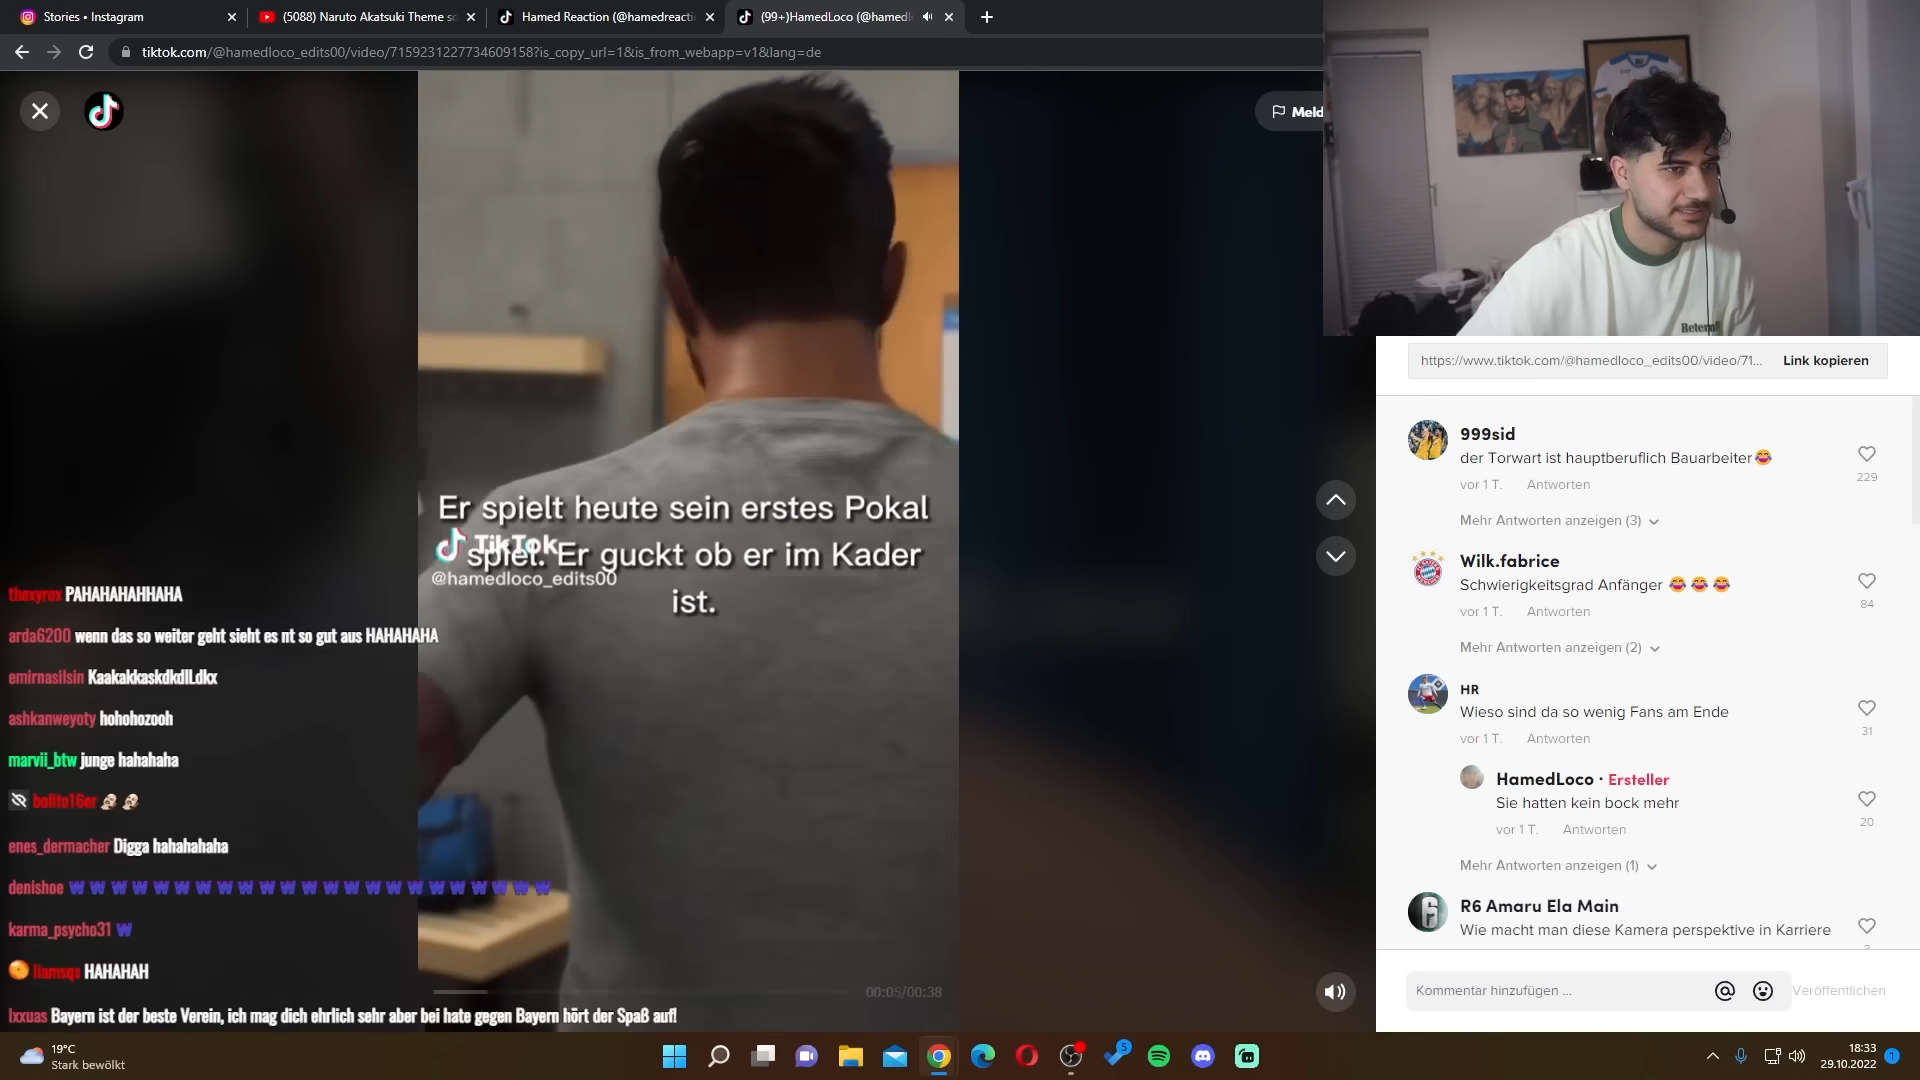 Stories • Instagram
(5088) Naruto Akatsuki Theme so
Hamed Reaction (@hamedreacti
(99+)HamedLoco (@hamedl
tiktok.com/@hamedloco_edits00/video/7159231227734609158?is_copy_url=1&is_from_webapp=v1&lang=de
Meld
Er spielt heute sein erstes Pokal
spiel. Er guckt ob er im Kader
ist.
TikTok
@hamedloco_edits00
thexyrox PAHAHAHAHHAHA
arda6200 wenn das so weiter geht sieht es nt so gut aus HAHAHAHA
emirnasilsin KaakakkaskdkdlLdkx
ashkanweyoty hohohozooh
marvii_btw junge hahahaha
bolito16er
enes_dermacher Digga hahahahaha
denishoe W W W W W W W W W W W W W W W W W W W W W W W
karma_psycho31 W
liamsqs HAHAHAH
lxxuas Bayern ist der beste Verein, ich mag dich ehrlich sehr aber bei hate gegen Bayern hört der Spaß auf!
00:05/00:38
https://www.tiktok.com/@hamedloco_edits00/video/71...
Link kopieren
999sid
der Torwart ist hauptberuflich Bauarbeiter😂
229
vor 1 T. Antworten
Mehr Antworten anzeigen (3)
Wilk.fabrice
Schwierigkeitsgrad Anfänger 😂😂😂
84
vor 1 T. Antworten
Mehr Antworten anzeigen (2)
HR
Wieso sind da so wenig Fans am Ende
31
vor 1 T. Antworten
HamedLoco · Ersteller
Sie hatten kein bock mehr
20
vor 1 T. Antworten
Mehr Antworten anzeigen (1)
R6 Amaru Ela Main
Wie macht man diese Kamera perspektive in Karriere
Kommentar hinzufügen ...
Veröffentlichen
19°C
Stark bewölkt
5
18:33
29.10.2022
1